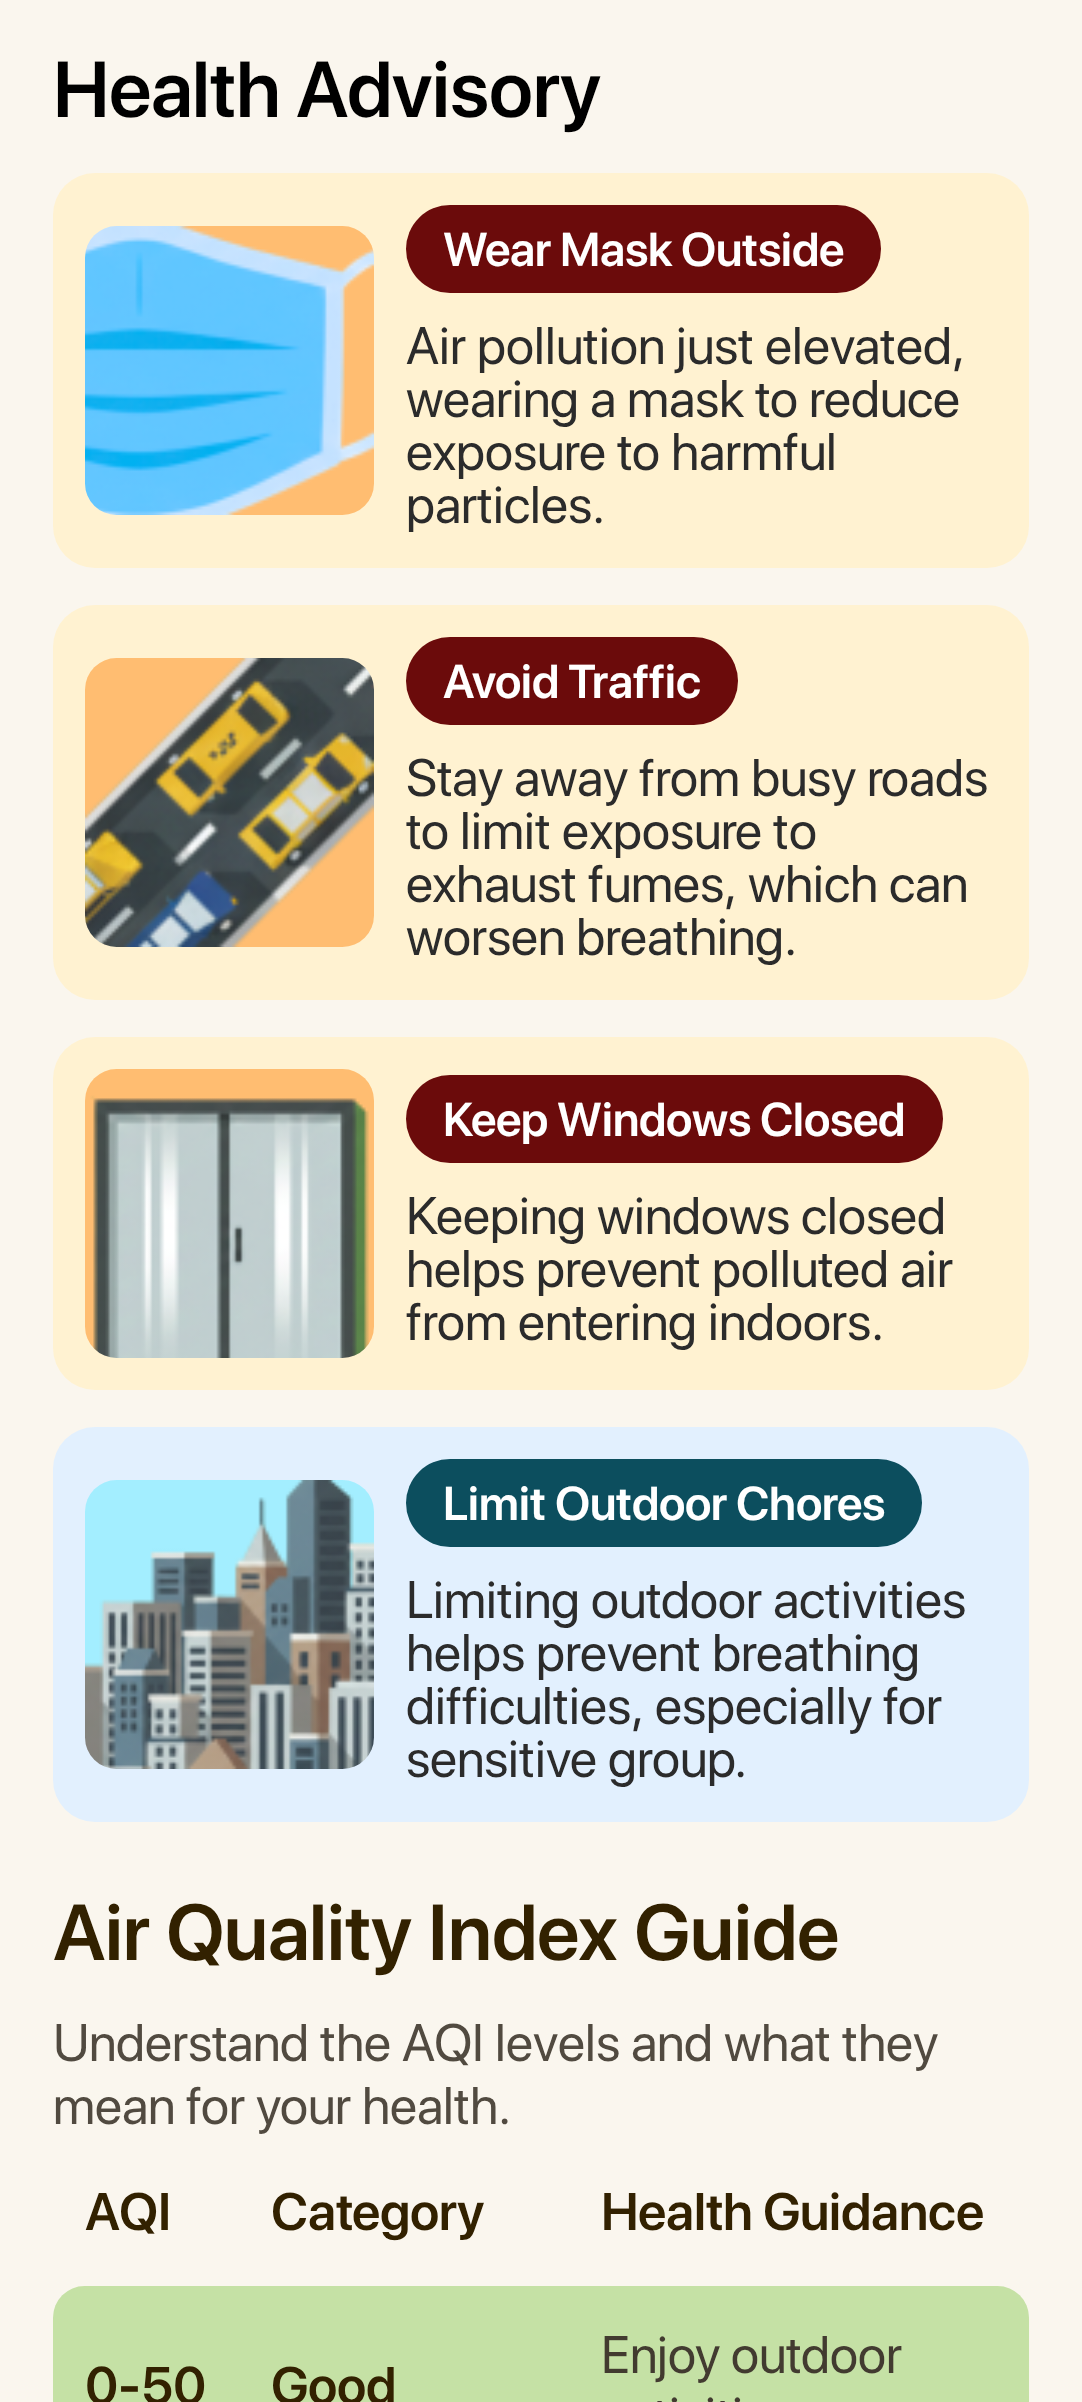 Health Advisory
Wear Mask Outside
Air pollution just elevated,
wearing a mask to reduce
exposure to harmful
particles.
Avoid Traffic
Stay away from busy roads
to limit exposure to
exhaust fumes, which can
worsen breathing.
Keep Windows Closed
Keeping windows closed
helps prevent polluted air
from entering indoors.
Limit Outdoor Chores
Limiting outdoor activities
helps prevent breathing
difficulties, especially for
sensitive group.
Air Quality Index Guide
Understand the AQI levels and what they
mean for your health.
AQI Category Health Guidance
0-50 Good Enjoy outdoor